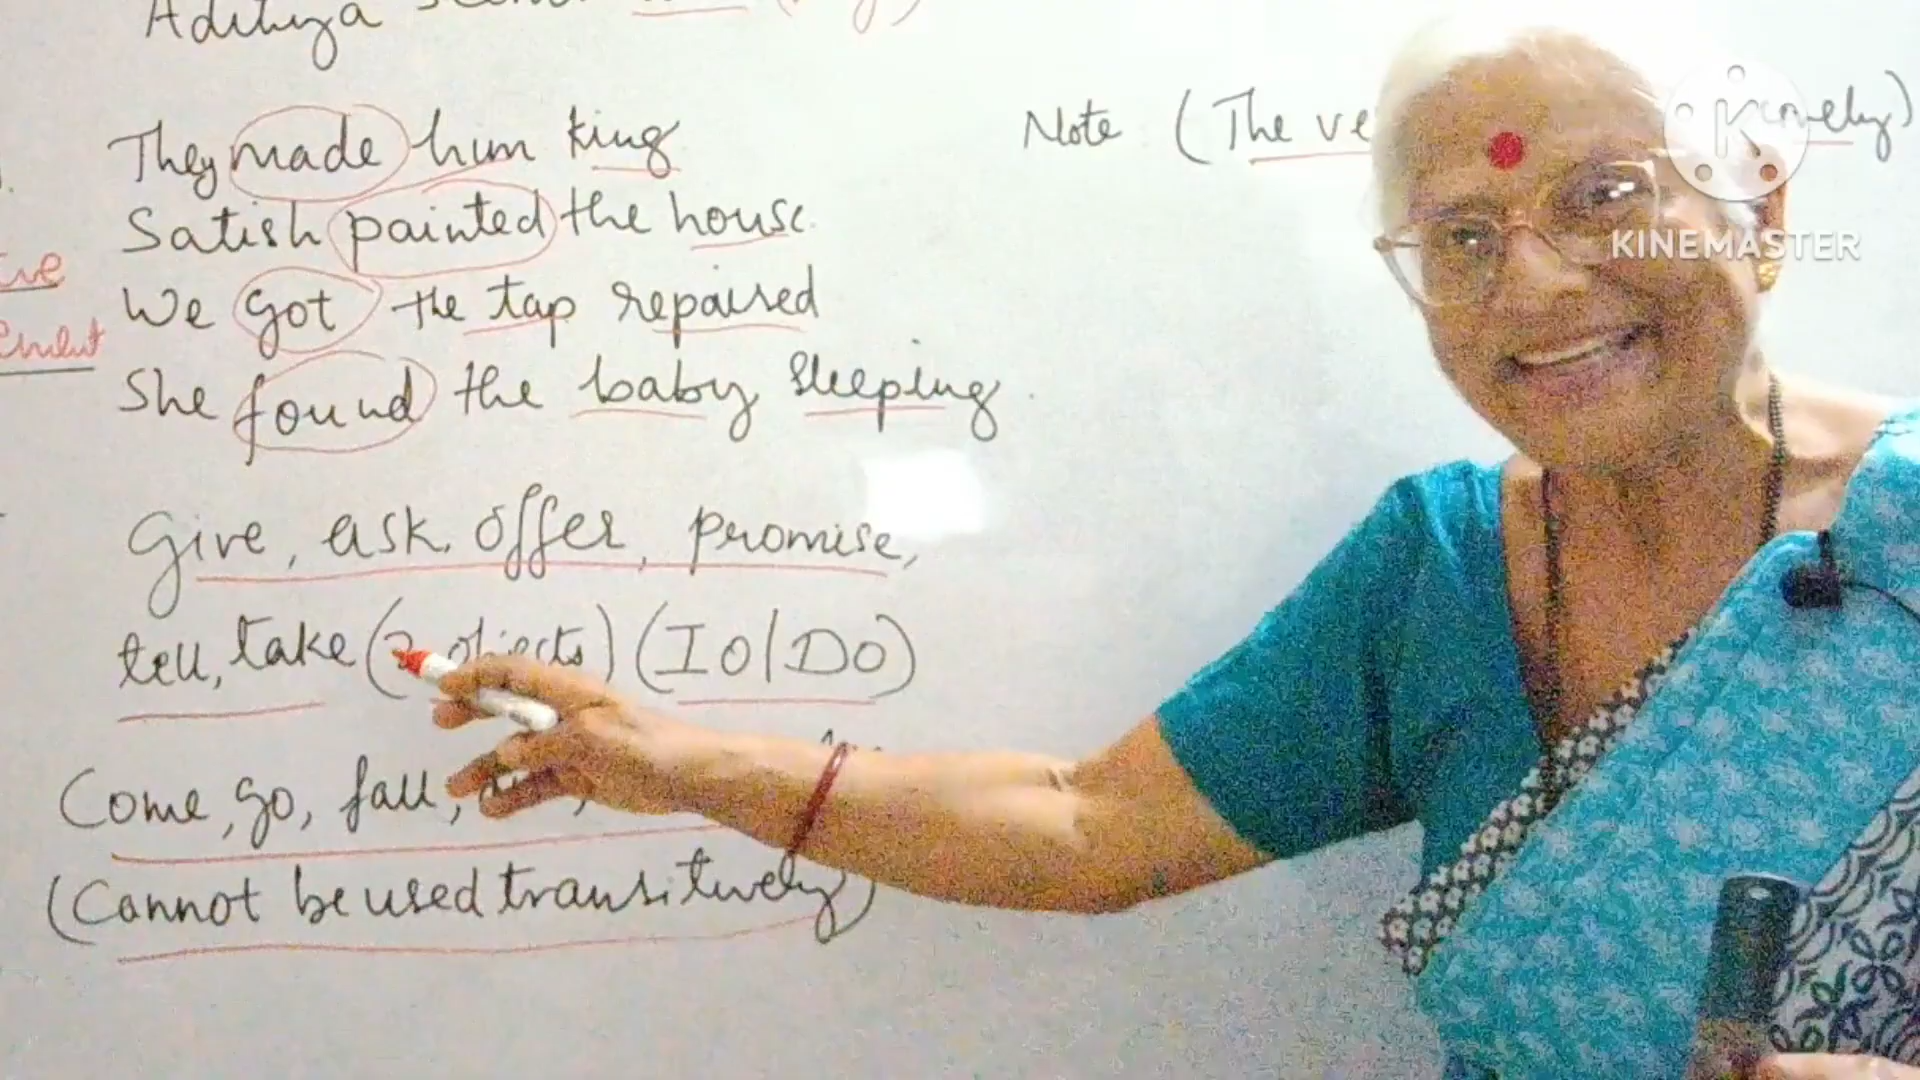 Aditya
They made him king
Note (The
Satish painted the house.
KINEMASTER
We got the tap repaired
She found the baby sleeping.
Give, ask, offer, promise,
tell, take (2 objects) (IO/DO)
Come, go, fall,
(Cannot be used transitively)